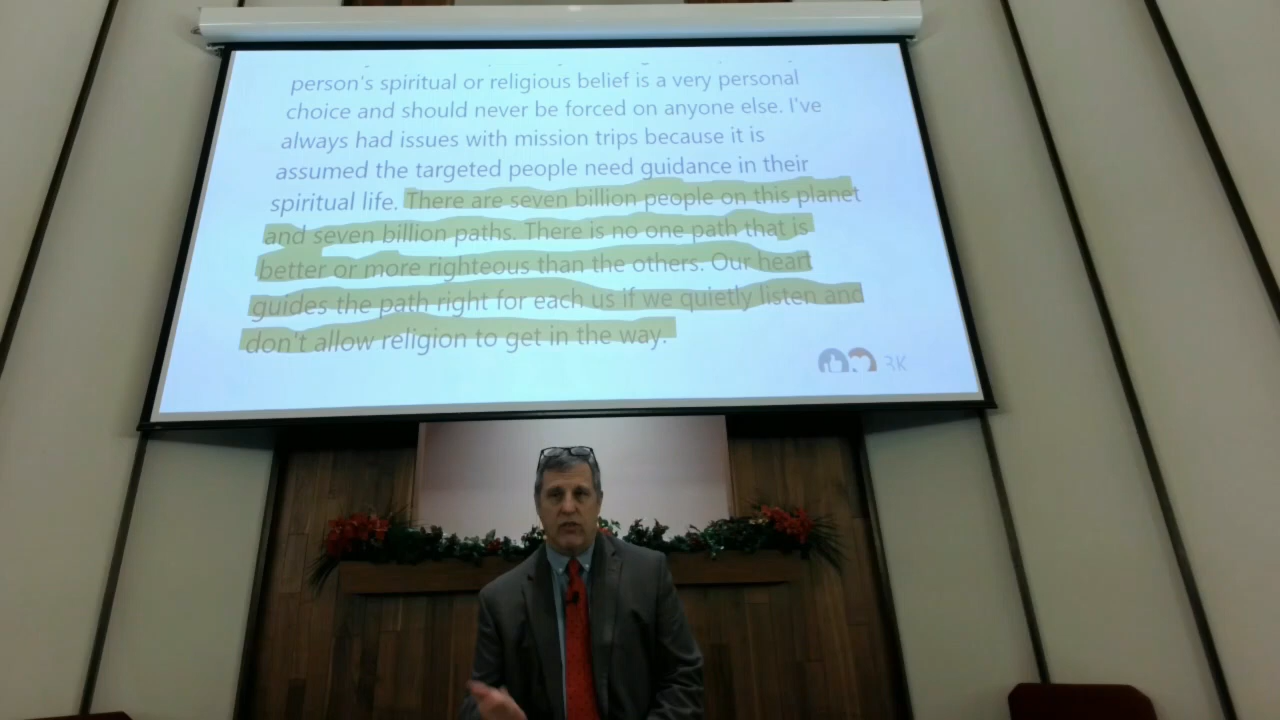 person's spiritual or religious belief is a very personal
choice and should never be forced on anyone else. I've
always had issues with mission trips because it is
assumed the targeted people need guidance in their
spiritual life. There are seven billion people on this planet
and seven billion paths. There is no one path that is
better or more righteous than the others. Our heart
guides the path right for each us if we quietly listen and
don't allow religion to get in the way.